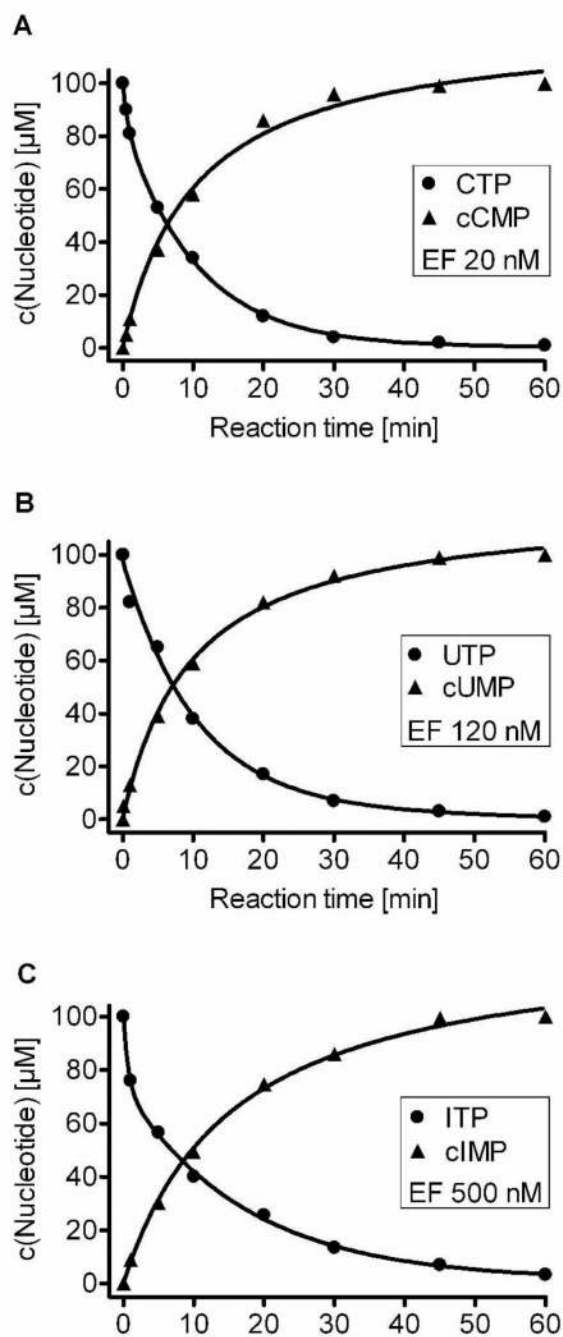 A
c(Nucleotide) [µM]
100
80
60
40
20
0
CTP
cCMP
EF 20 nM
0 10 20 30 40 50 60
Reaction time [min]
B
c(Nucleotide) [µM]
100
80
60
40
20
0
UTP
cUMP
EF 120 nM
0 10 20 30 40 50 60
Reaction time [min]
C
c(Nucleotide) [µM]
100
80
60
40
20
0
ITP
cIMP
EF 500 nM
0 10 20 30 40 50 60